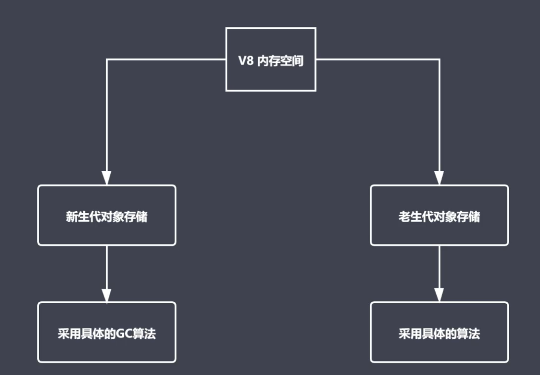 V8 内存空间
新生代对象存储
老生代对象存储
采用具体的GC算法
采用具体的算法